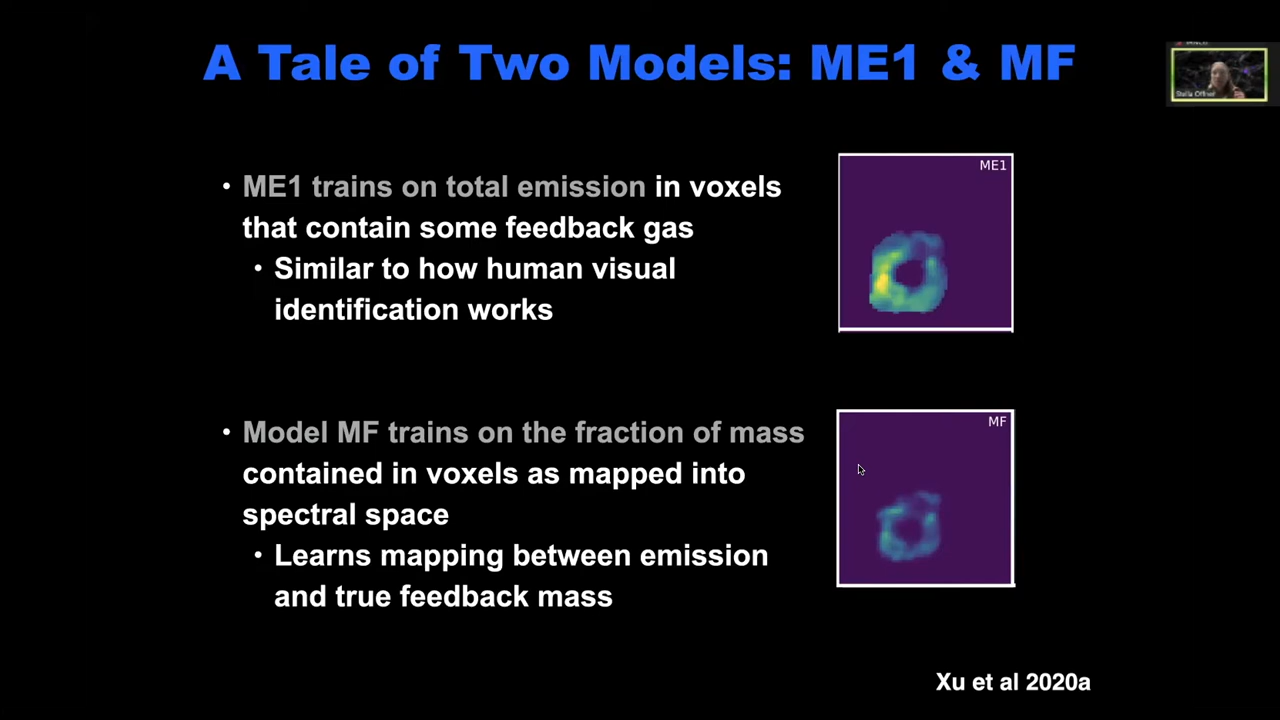 A Tale of Two Models: ME1 & MF
Stella Offner
• ME1 trains on total emission in voxels
that contain some feedback gas
• Similar to how human visual
identification works
ME1
• Model MF trains on the fraction of mass
contained in voxels as mapped into
spectral space
• Learns mapping between emission
and true feedback mass
MF
Xu et al 2020a